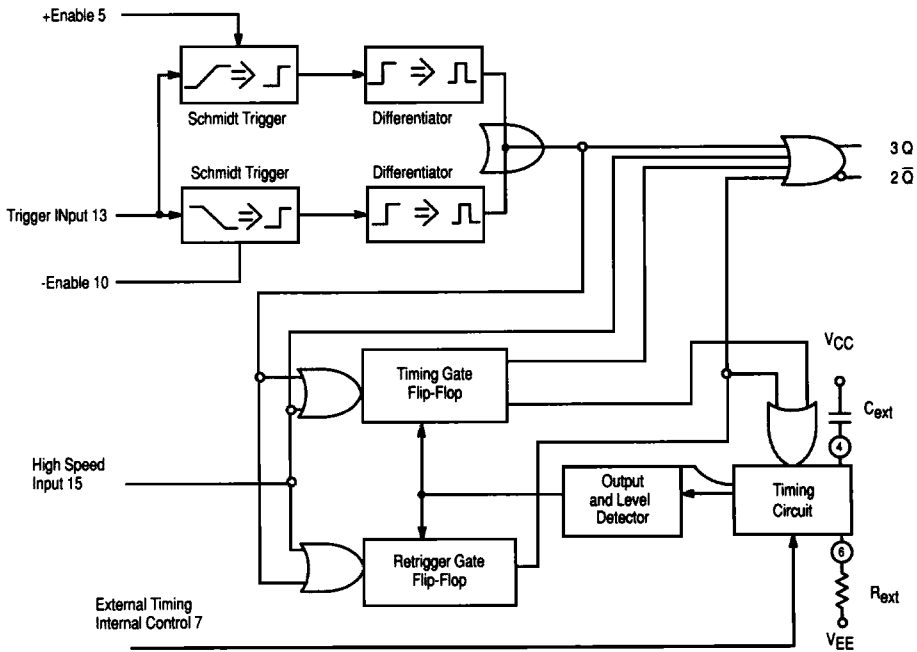 +Enable 5
Schmidt Trigger
Differentiator
3 Q
2 Q̅
Schmidt Trigger
Differentiator
Trigger INput 13
-Enable 10
VCC
Timing Gate
Flip-Flop
Cext
4
High Speed
Input 15
Output
and Level
Detector
Timing
Circuit
6
Retrigger Gate
Flip-Flop
Rext
External Timing
Internal Control 7
VEE